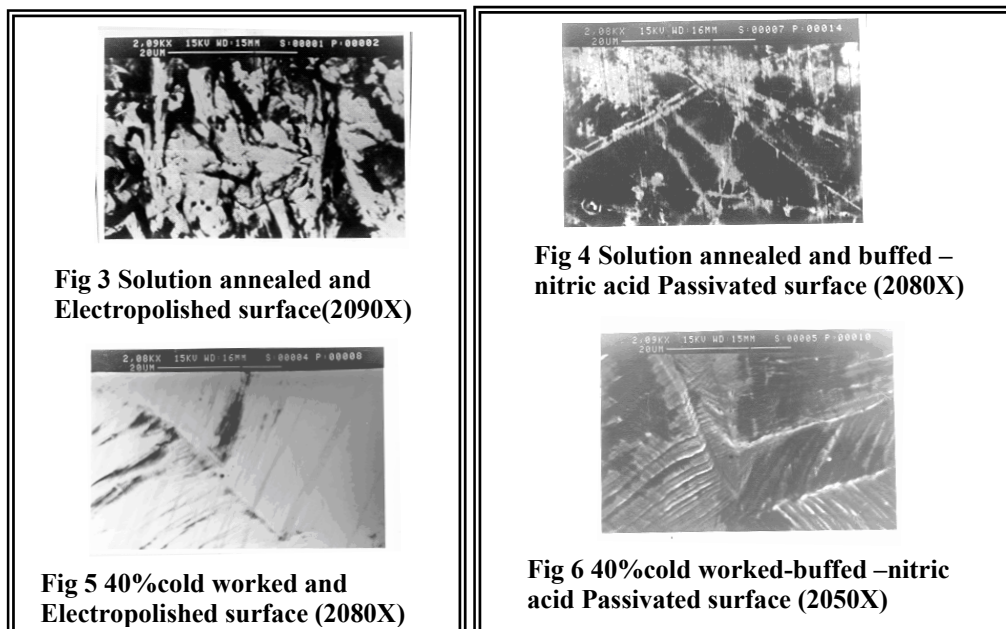 2,09KX 15KV WD:15MM S:00001 P:00002
20UM
Fig 3 Solution annealed and
Electropolished surface(2090X)
2,08KX 15KV WD:16MM S:00004 P:00008
20UM
Fig 5 40%cold worked and
Electropolished surface (2080X)
2,08KX 15KV WD:16MM S:00007 P:00014
20UM
Fig 4 Solution annealed and buffed –
nitric acid Passivated surface (2080X)
2,09KX 15KV WD:15MM S:00005 P:00010
20UM
Fig 6 40%cold worked-buffed –nitric
acid Passivated surface (2050X)